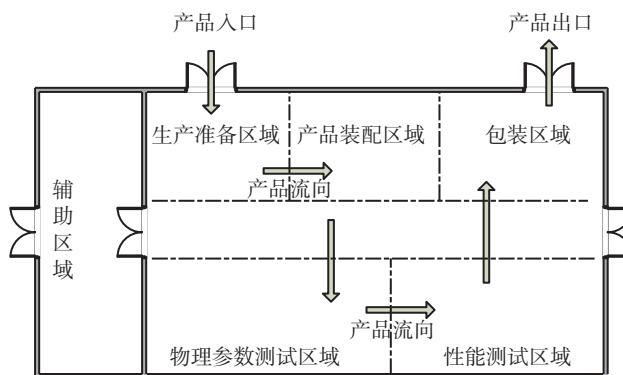 产品入口
产品出口
生产准备区域
产品装配区域
包装区域
产品流向
辅助区域
产品流向
物理参数测试区域
性能测试区域